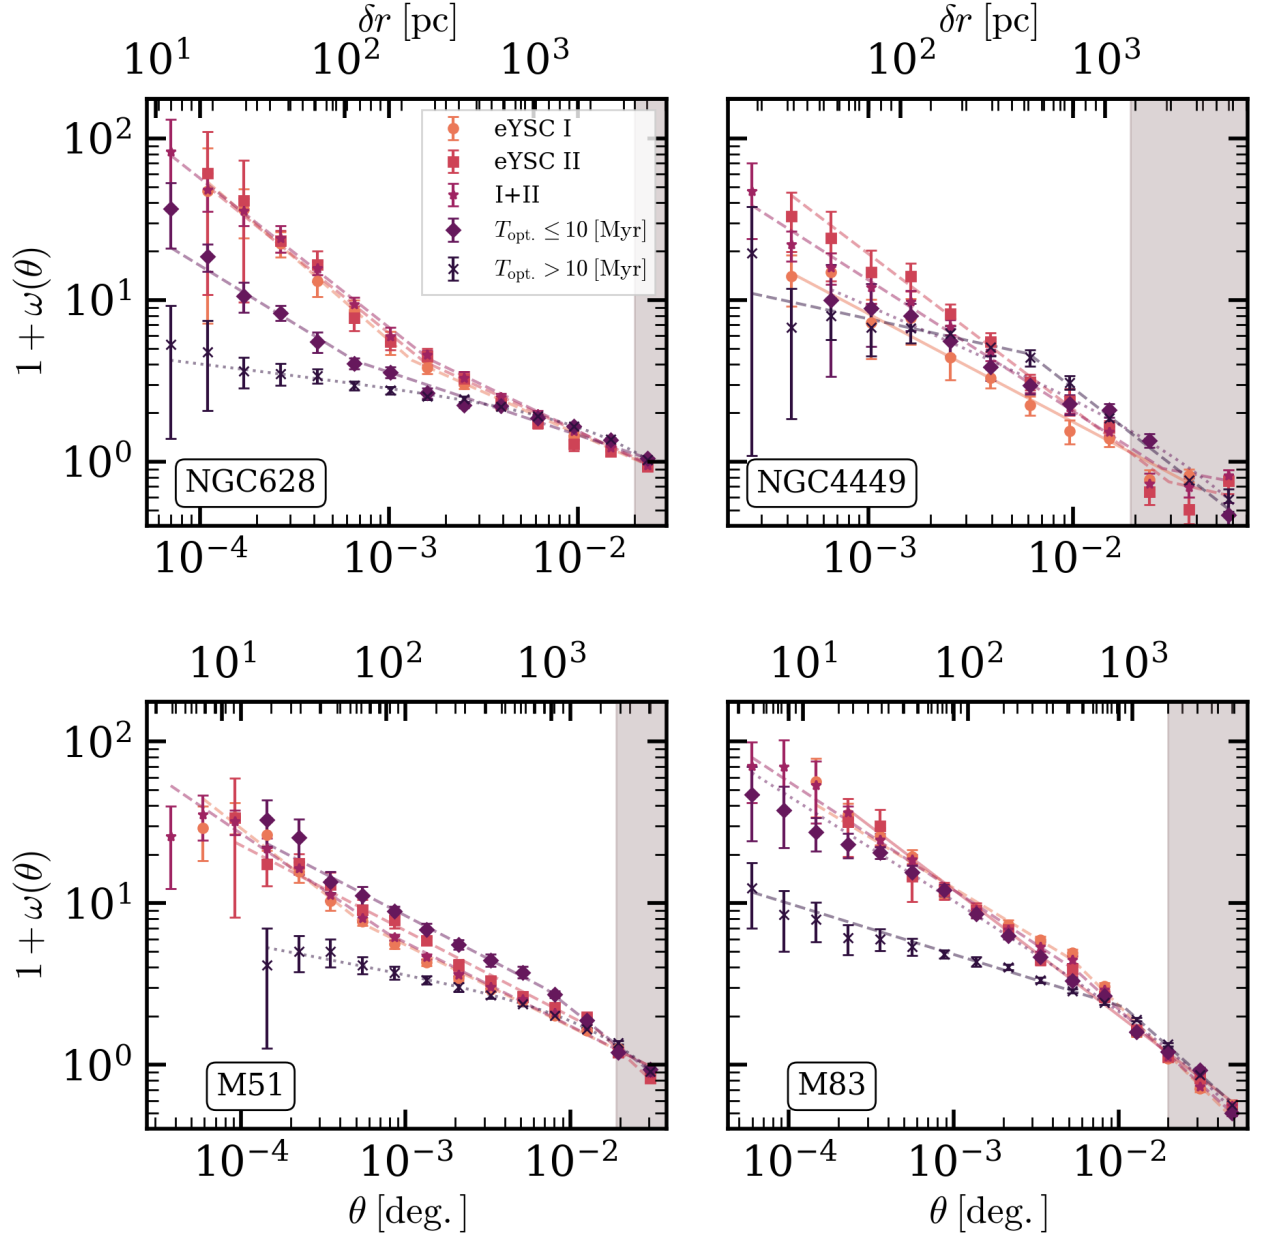 δr [pc]
10¹ 10² 10³
10² 10¹ 10⁰
1 + ω(θ)
eYSC I
eYSC II
I+II
T_opt. ≤ 10 [Myr]
T_opt. > 10 [Myr]
NGC628
10⁻⁴ 10⁻³ 10⁻²
δr [pc]
10² 10³
NGC4449
10⁻³ 10⁻²
10¹ 10² 10³
10² 10¹ 10⁰
1 + ω(θ)
M51
10⁻⁴ 10⁻³ 10⁻²
θ [deg.]
10¹ 10² 10³
M83
10⁻⁴ 10⁻³ 10⁻²
θ [deg.]